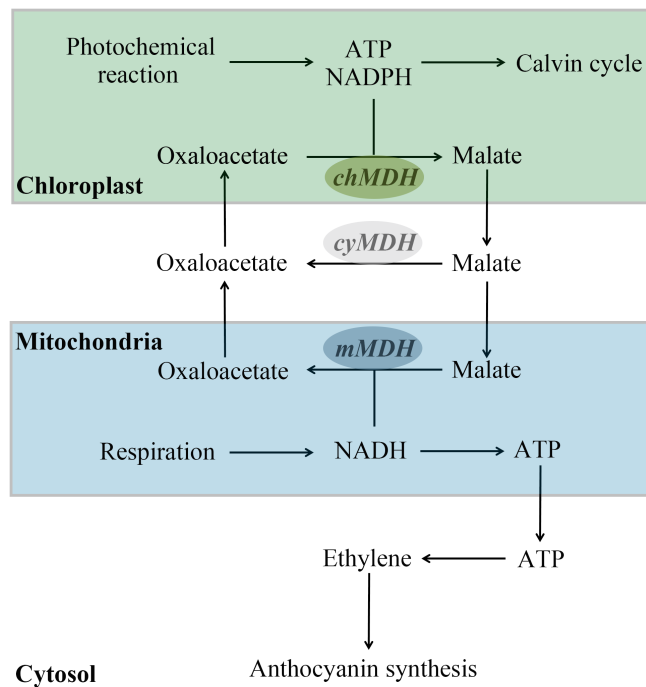 Photochemical
reaction
ATP
NADPH
Calvin cycle
Oxaloacetate
Malate
chMDH
Chloroplast
cyMDH
Oxaloacetate
Malate
Mitochondria
mMDH
Oxaloacetate
Malate
Respiration
NADH
ATP
Ethylene
ATP
Anthocyanin synthesis
Cytosol